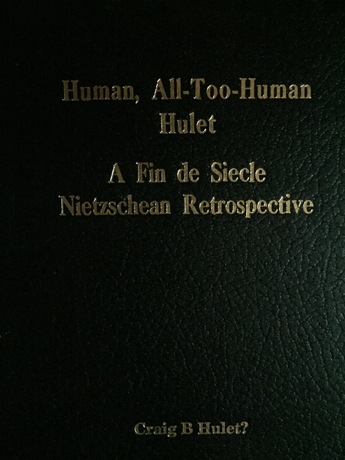 Human, All-Too-Human
Hulet
A Fin de Siecle
Nietzschean Retrospective
Craig B Hulet?